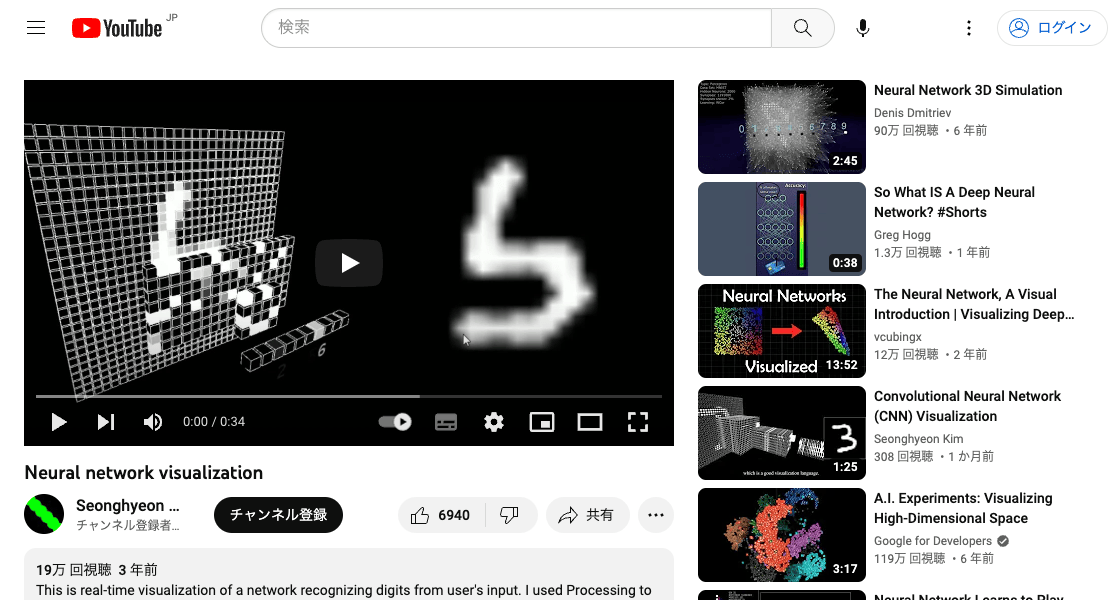 YouTube JP
検索
ログイン
6
2
0:00 / 0:34
Neural network visualization
Seonghyeon ...
チャンネル登録者...
チャンネル登録
6940
共有
19万 回視聴 3 年前
This is real-time visualization of a network recognizing digits from user's input. I used Processing to
0 1
6 7 8 9
2:45
Neural Network 3D Simulation
Denis Dmitriev
90万 回視聴 • 6 年前
Accuracy:
0:38
So What IS A Deep Neural
Network? #Shorts
Greg Hogg
1.3万 回視聴 • 1 年前
Neural Networks
Visualized
13:52
The Neural Network, A Visual
Introduction | Visualizing Deep...
vcubingx
12万 回視聴 • 2 年前
3
which is a good visualization language.
1:25
Convolutional Neural Network
(CNN) Visualization
Seonghyeon Kim
308 回視聴 • 1 か月前
3:17
A.I. Experiments: Visualizing
High-Dimensional Space
Google for Developers
119万 回視聴 • 6 年前
Neural Network Learns to Play